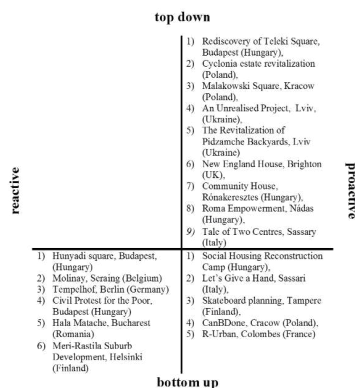 top down
1) Rediscovery of Teleki Square,
Budapest (Hungary),
2) Cyclonia estate revitalization
(Poland),
3) Malakowski Square, Kracow
(Poland),
4) An Unrealised Project, Lviv,
(Ukraine),
5) The Revitalization of
Pidzamche Backyards, Lviv
(Ukraine)
6) New England House, Brighton
(UK),
7) Community House,
Rónakeresztes (Hungary),
8) Roma Empowerment, Nádas
(Hungary),
9) Tale of Two Centres, Sassary
(Italy)
reactive
proactive
1) Hunyadi square, Budapest,
(Hungary)
2) Molinay, Seraing (Belgium)
3) Tempelhof, Berlin (Germany)
4) Civil Protest for the Poor,
Budapest (Hungary)
5) Hala Matache, Bucharest
(Romania)
6) Meri-Rastila Suburb
Development, Helsinki
(Finland)
1) Social Housing Reconstruction
Camp (Hungary),
2) Let´s Give a Hand, Sassari
(Italy),
3) Skateboard planning, Tampere
(Finland),
4) CanBDone, Cracow (Poland),
5) R-Urban, Colombes (France)
bottom up